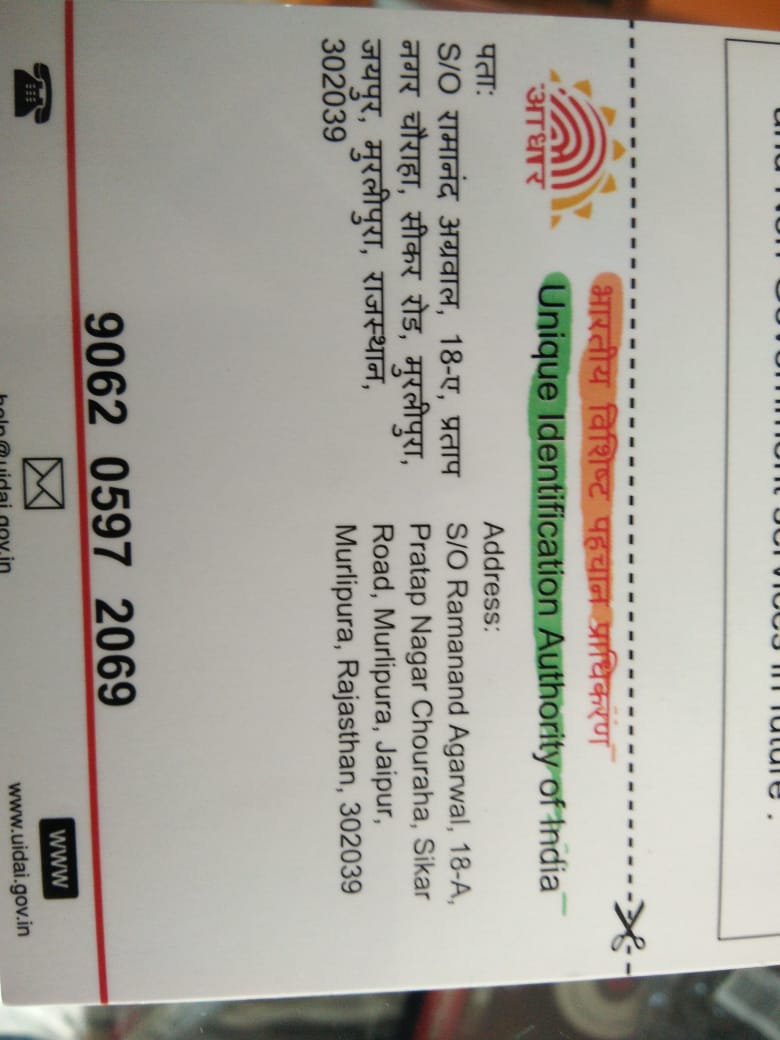 and Non-Government services in future .
भारतीय विशिष्ट पहचान प्राधिकरण
Unique Identification Authority of India
आधार
पता:
S/O रामानंद अग्रवाल, 18-ए, प्रताप
नगर चौराहा, सीकर रोड, मुरलीपुरा,
जयपुर, मुरलीपुरा, राजस्थान,
302039
Address:
S/O Ramanand Agarwal, 18-A,
Pratap Nagar Chouraha, Sikar
Road, Murlipura, Jaipur,
Murlipura, Rajasthan, 302039
9062 0597 2069
help@uidai.gov.in
www
www.uidai.gov.in